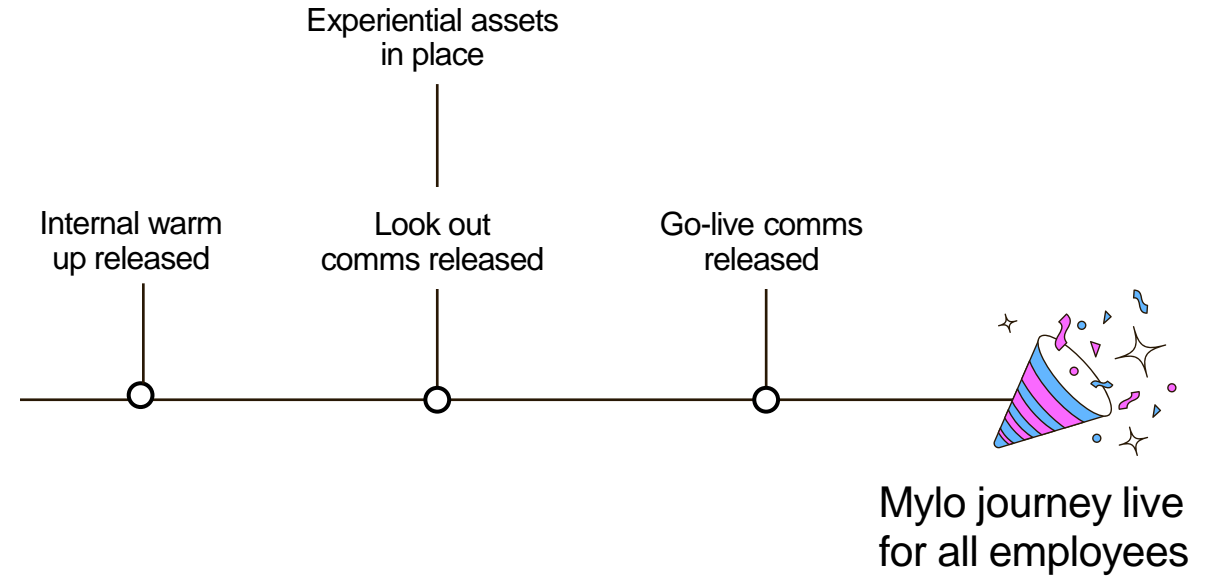 Experiential assets
in place
Internal warm
up released
Look out
comms released
Go-live comms
released
Mylo journey live
for all employees